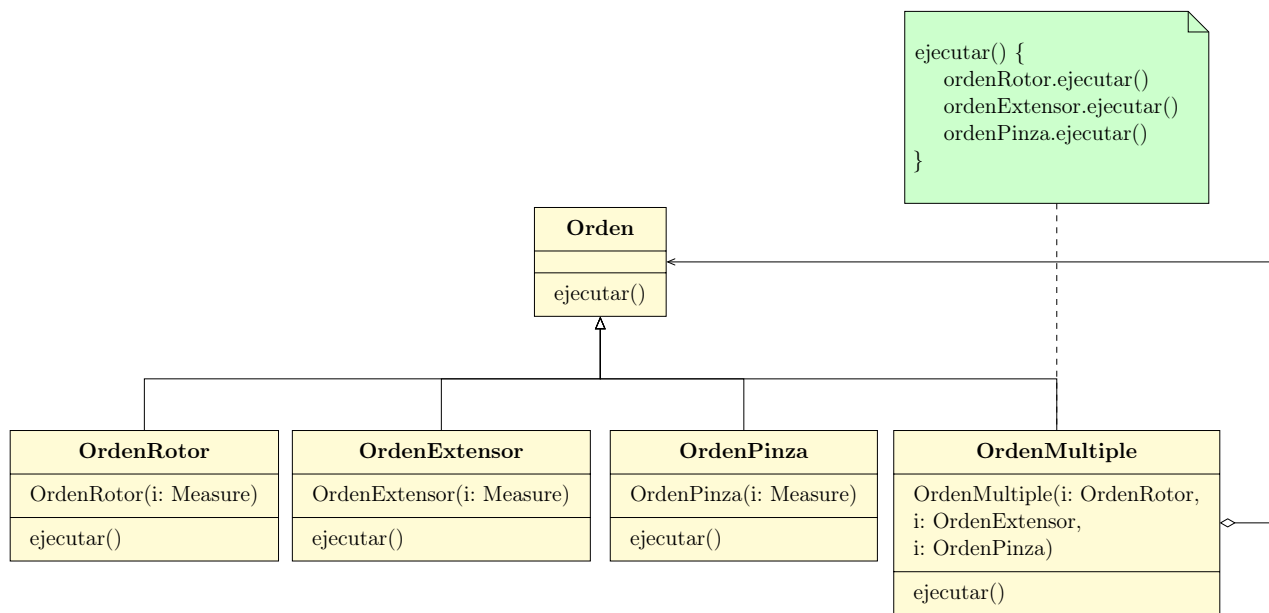 ejecutar() {
ordenRotor.ejecutar()
ordenExtensor.ejecutar()
ordenPinza.ejecutar()
}
Orden
ejecutar()
OrdenRotor
OrdenRotor(i: Measure)
ejecutar()
OrdenExtensor
OrdenExtensor(i: Measure)
ejecutar()
OrdenPinza
OrdenPinza(i: Measure)
ejecutar()
OrdenMultiple
OrdenMultiple(i: OrdenRotor,
i: OrdenExtensor,
i: OrdenPinza)
ejecutar()